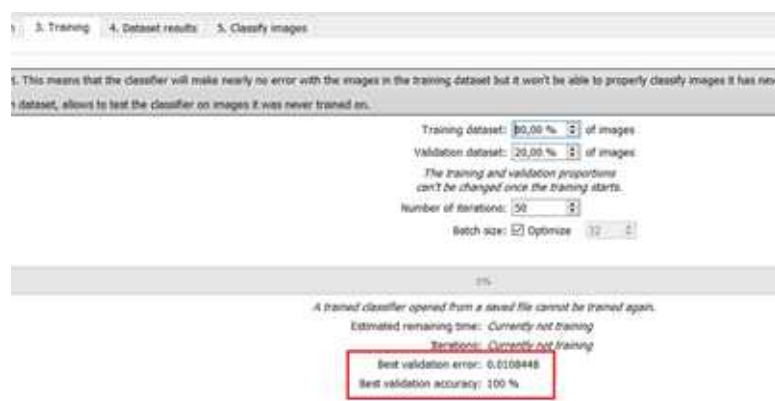 3. Training 4. Dataset results 5. Classify images
. This means that the classifier will make nearly no error with the images in the training dataset but it won't be able to properly classify images it has
dataset, allows to test the classifier on images it was never trained on.
Training dataset: 80,00 % of images
Validation dataset: 20,00 % of images
The training and validation proportions
can't be changed once the training starts.
Number of iterations: 50
Batch size: Optimize 32
0%
A trained classifier opened from a saved file cannot be trained again.
Estimated remaining time: Currently not training
Iterations: Currently not training
Best validation error: 0.0108448
Best validation accuracy: 100 %